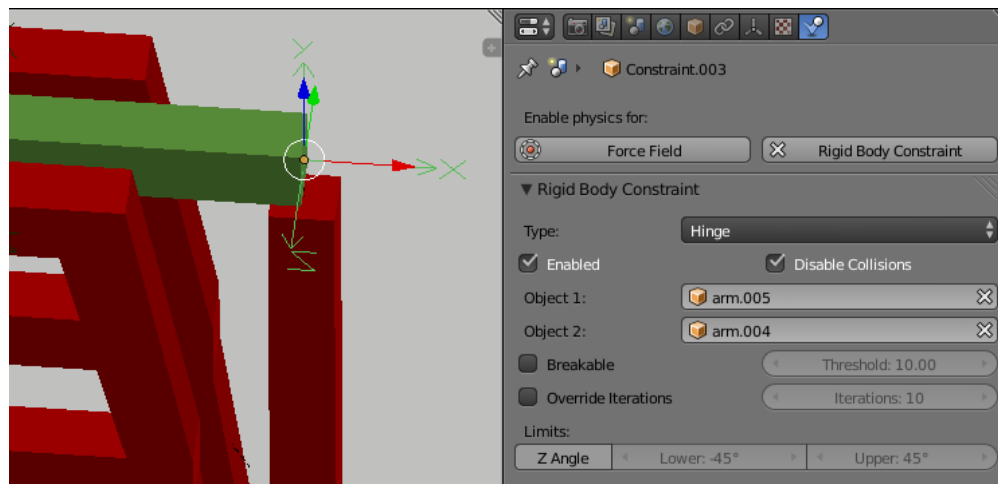 Y
X
Z
Constraint.003
Enable physics for:
Force Field
Rigid Body Constraint
Rigid Body Constraint
Type: Hinge
Enabled Disable Collisions
Object 1: arm.005
Object 2: arm.004
Breakable Threshold: 10.00
Override Iterations Iterations: 10
Limits:
Z Angle Lower: -45° Upper: 45°